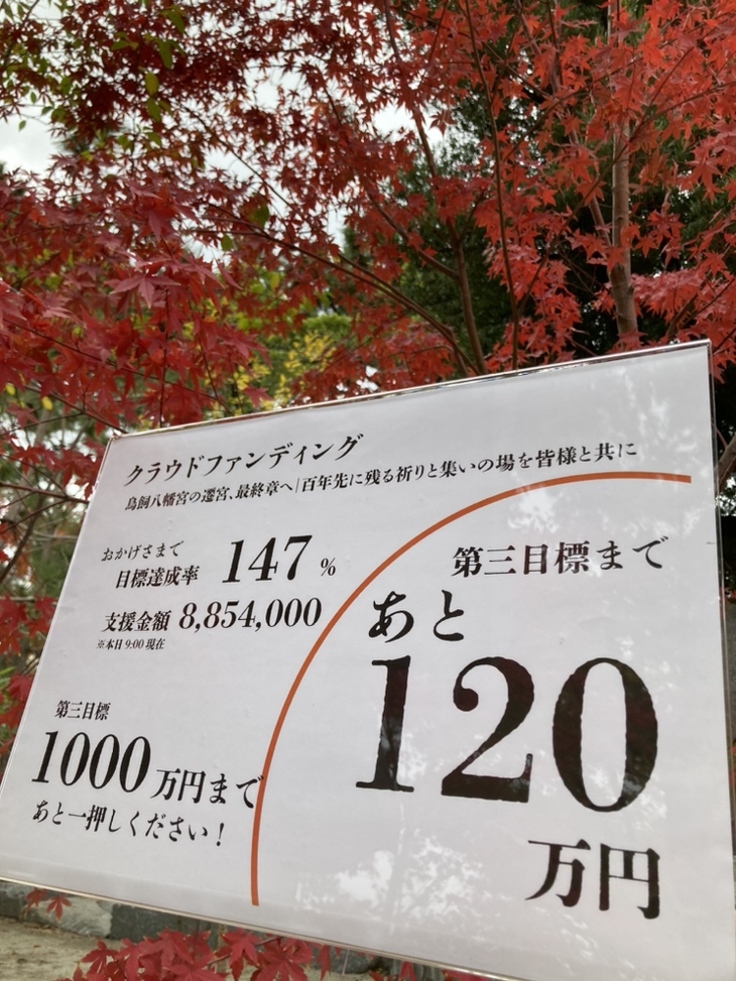 クラウドファンディング
鳥飼八幡宮の遷宮、最終章へ|百年先に残る祈りと集いの場を皆様と共に
おかげさまで
目標達成率 147 %
支援金額 8,854,000
※本日 9:00 現在
第三目標
1000万円まで
あと一押しください!
第三目標まで
あと
120
万円